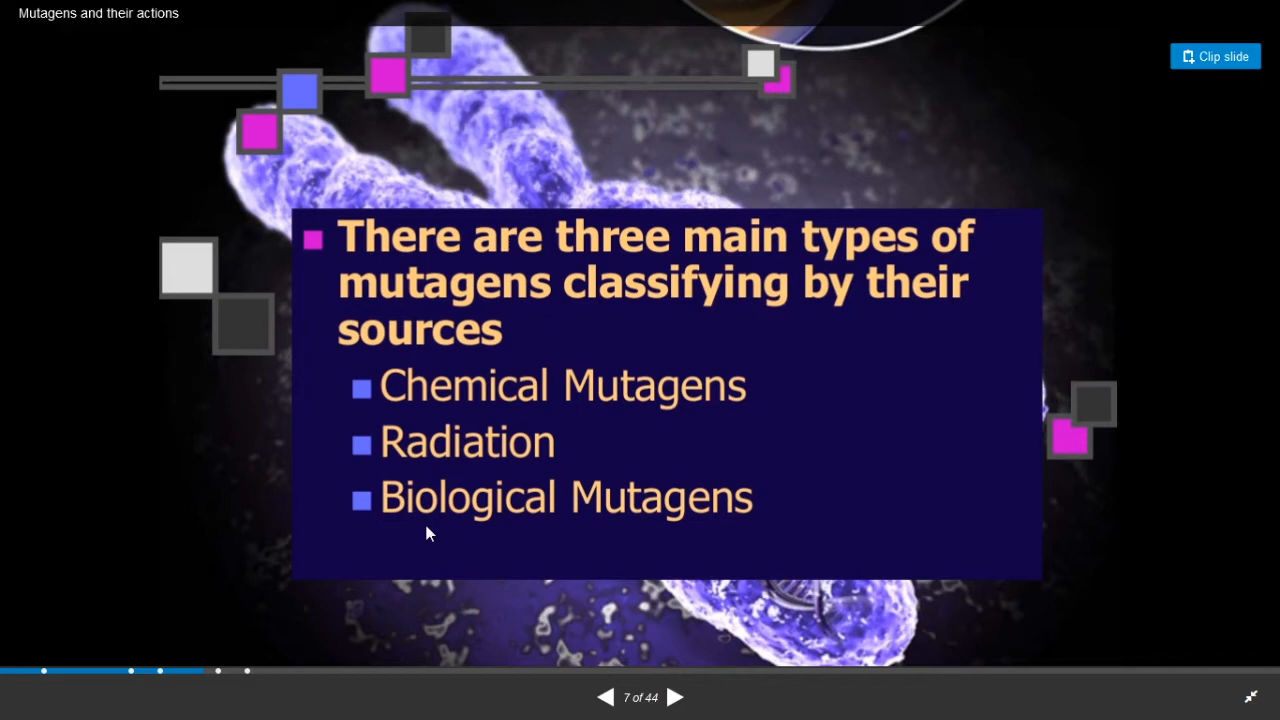 Mutagens and their actions
Clip slide
There are three main types of
mutagens classifying by their
sources
Chemical Mutagens
Radiation
Biological Mutagens
7 of 44